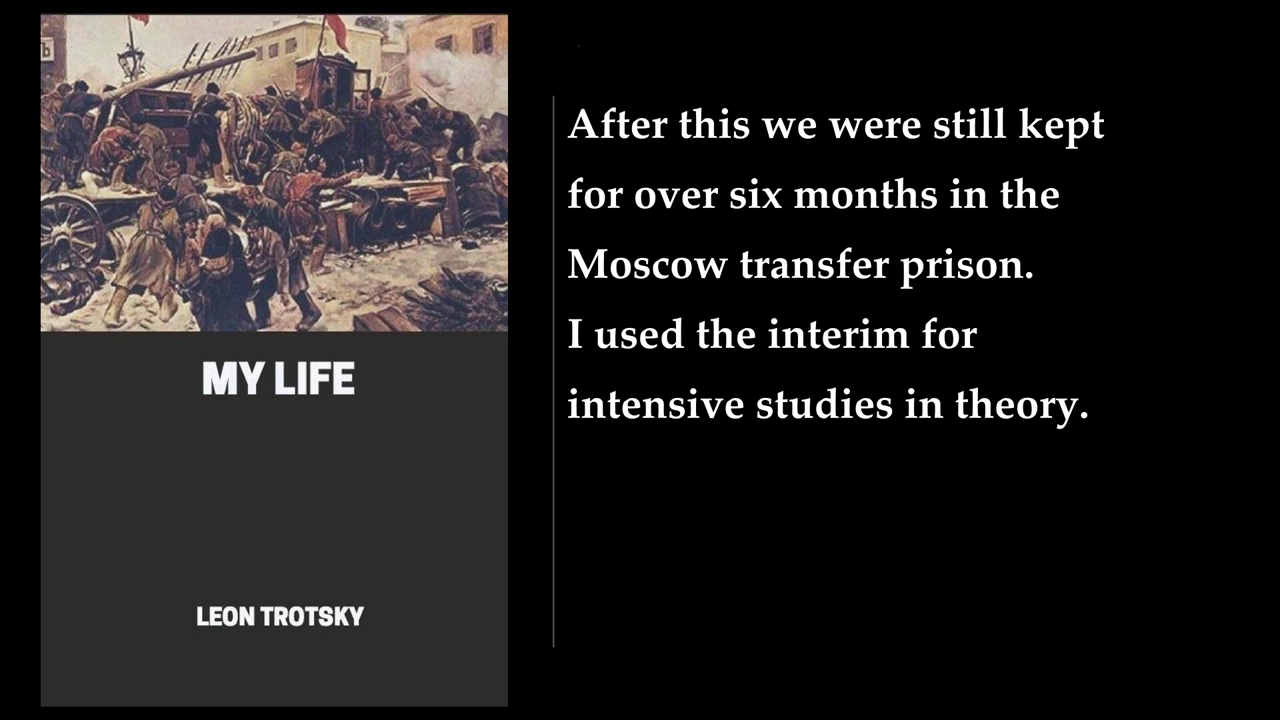 MY LIFE
LEON TROTSKY
After this we were still kept
for over six months in the
Moscow transfer prison.
I used the interim for
intensive studies in theory.